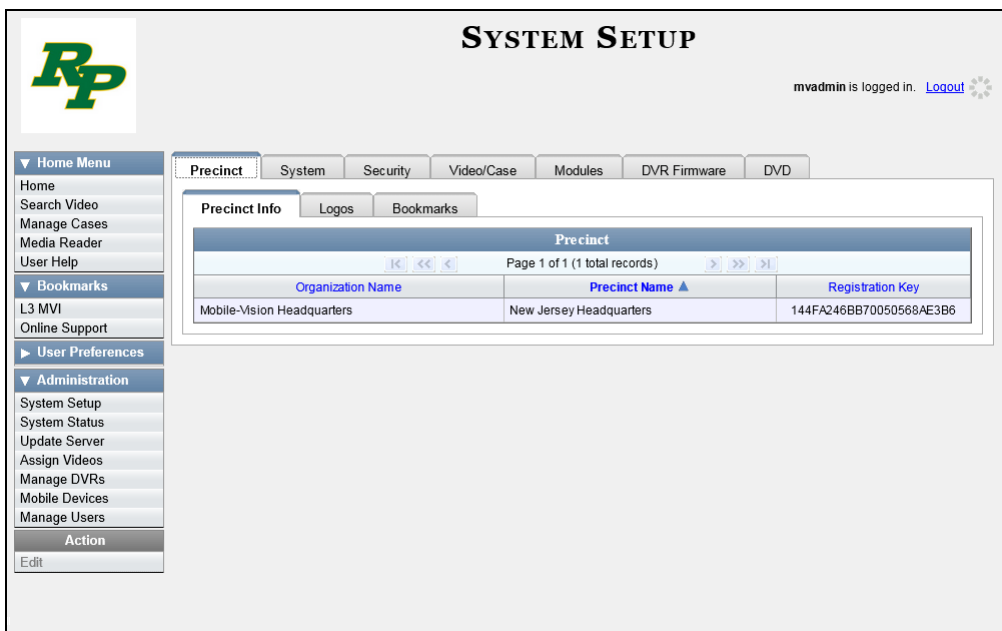 RP
SYSTEM SETUP
mvadmin is logged in. Logout
▼ Home Menu
Home
Search Video
Manage Cases
Media Reader
User Help
▼ Bookmarks
L3 MVI
Online Support
▶ User Preferences
▼ Administration
System Setup
System Status
Update Server
Assign Videos
Manage DVRs
Mobile Devices
Manage Users
Action
Edit
Precinct System Security Video/Case Modules DVR Firmware DVD
Precinct Info Logos Bookmarks
Precinct
Page 1 of 1 (1 total records)
Organization Name Precinct Name ▲ Registration Key
Mobile-Vision Headquarters New Jersey Headquarters 144FA246BB70050568AE3B6